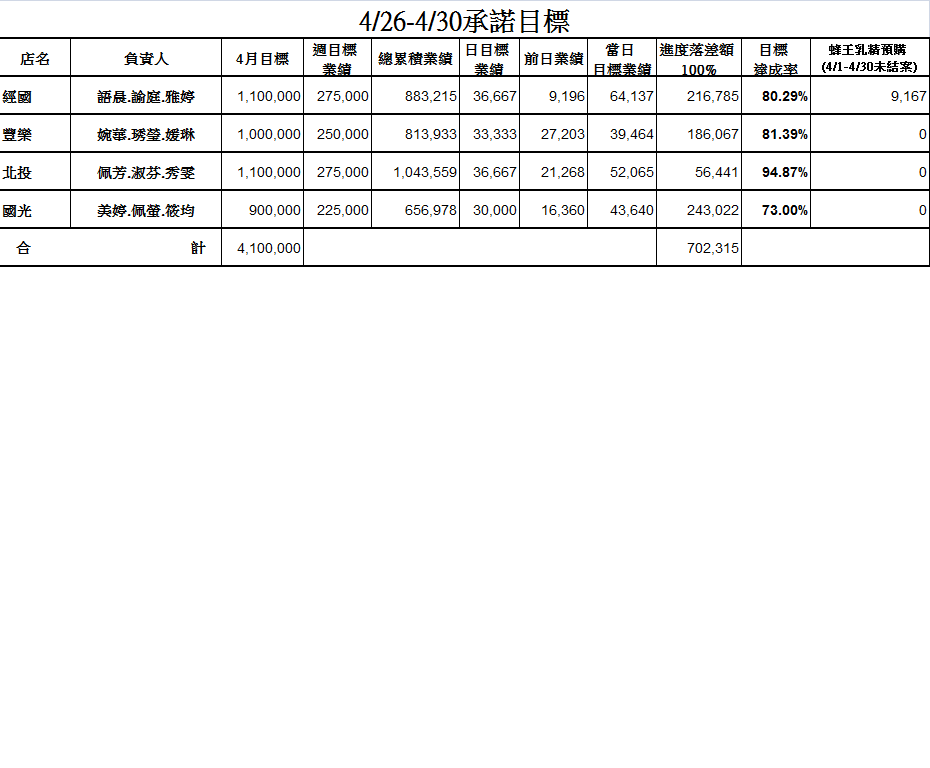 4/26-4/30承諾目標
店名 負責人 4月目標 週目標業績 總累積業績 日目標業績 前日業績 當日目標業績 進度落差額100% 目標達成率 蜂王乳精預購(4/1-4/30未結案)
經國 語晨.諭庭.雅婷 1,100,000 275,000 883,215 36,667 9,196 64,137 216,785 80.29% 9,167
豐樂 婉華.琇瑩.媛琳 1,000,000 250,000 813,933 33,333 27,203 39,464 186,067 81.39% 0
北投 佩芳.淑芬.秀雯 1,100,000 275,000 1,043,559 36,667 21,268 52,065 56,441 94.87% 0
國光 美婷.佩螢.筱均 900,000 225,000 656,978 30,000 16,360 43,640 243,022 73.00% 0
合 計 4,100,000 702,315